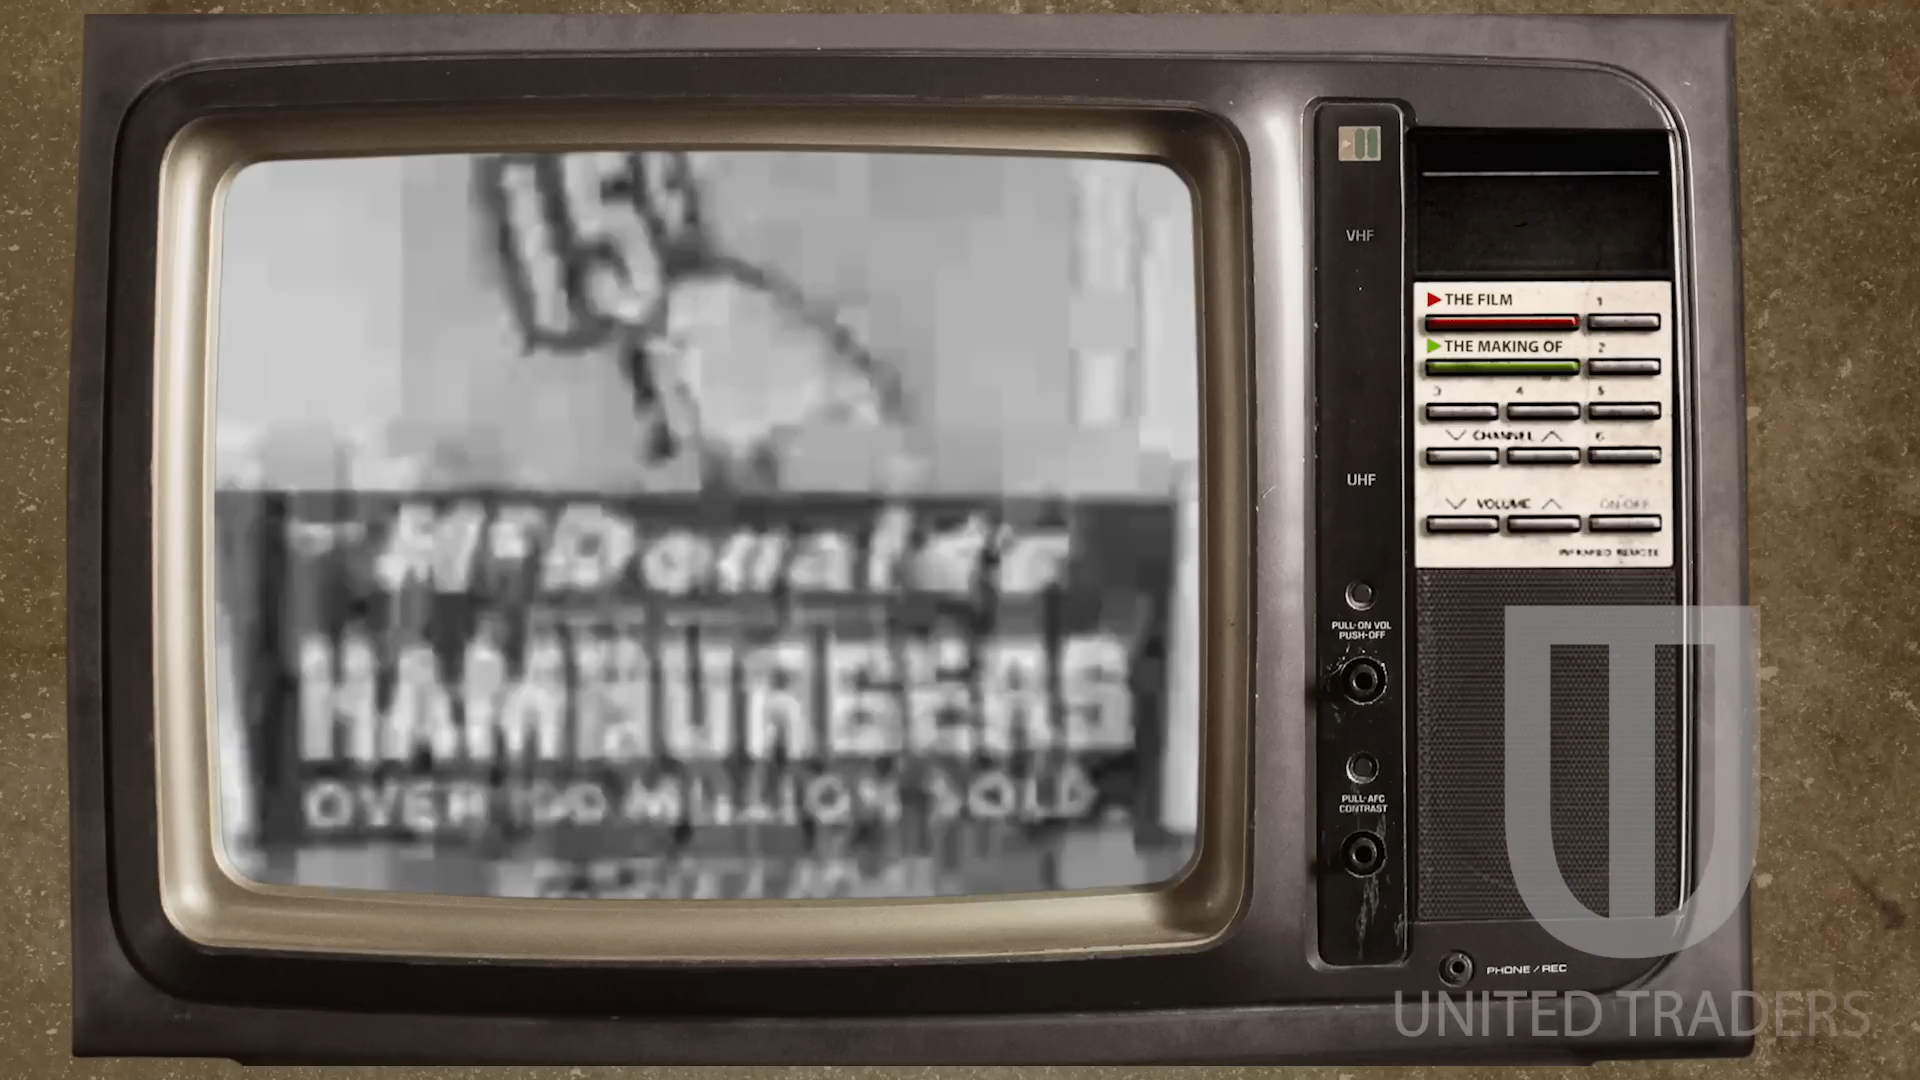 15¢
McDonald's
HAMBURGERS
OVER 100 MILLION SOLD
VHF
UHF
PULL-ON VOL
PUSH-OFF
PULL-AFC
CONTRAST
THE FILM 1
THE MAKING OF 2
3 4 5
CHANNEL 6
VOLUME ON-OFF
INFRARED REMOTE
PHONE / REC
UNITED TRADERS